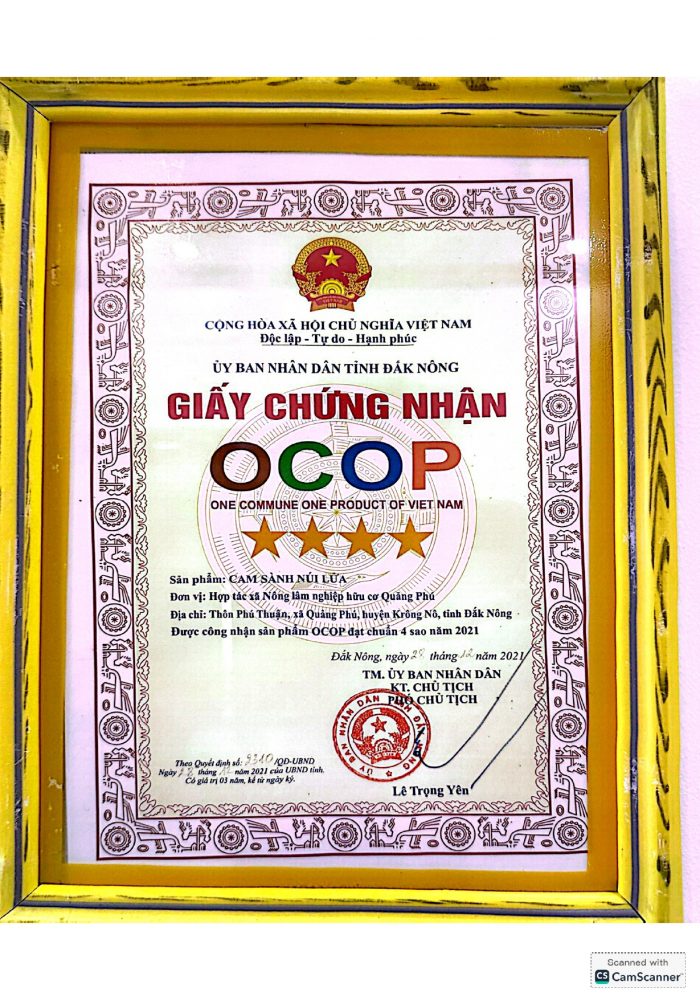 CỘNG HÒA XÃ HỘI CHỦ NGHĨA VIỆT NAM
Độc lập - Tự do - Hạnh phúc
ỦY BAN NHÂN DÂN TỈNH ĐẮK NÔNG
GIẤY CHỨNG NHẬN
OCOP
ONE COMMUNE ONE PRODUCT OF VIET NAM
Sản phẩm: CAM SÀNH NÚI LỬA
Đơn vị: Hợp tác xã Nông lâm nghiệp hữu cơ Quảng Phú
Địa chỉ: Thôn Phú Thuận, xã Quảng Phú, huyện Krông Nô, tỉnh Đắk Nông
Được công nhận sản phẩm OCOP đạt chuẩn 4 sao năm 2021
Đắk Nông, ngày 28 tháng 12 năm 2021
TM. ỦY BAN NHÂN DÂN
KT. CHỦ TỊCH
PHÓ CHỦ TỊCH
Theo Quyết định số: 2310/QĐ-UBND
Ngày 28 tháng 12 năm 2021 của UBND tỉnh.
Có giá trị 03 năm, kể từ ngày ký.
Lê Trọng Yên
Scanned with
CS CamScanner